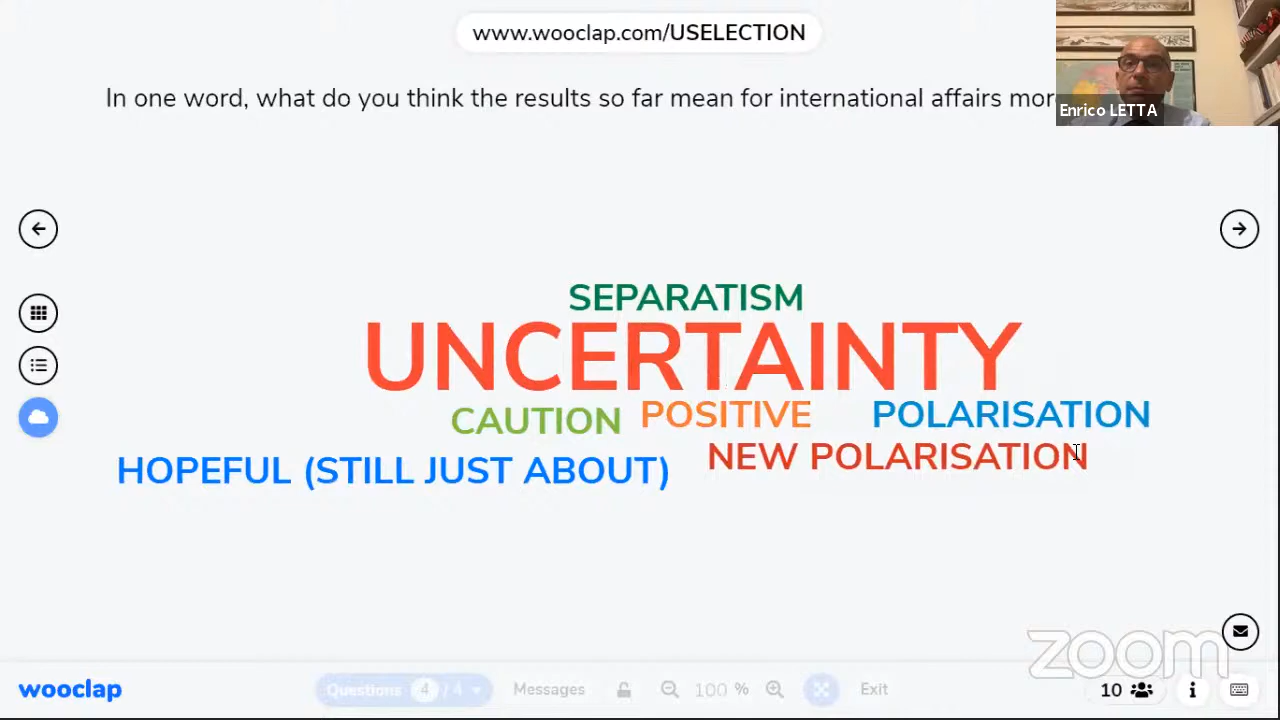 www.wooclap.com/USELECTION
In one word, what do you think the results so far mean for international affairs mor
Enrico LETTA
SEPARATISM
UNCERTAINTY
CAUTION POSITIVE POLARISATION
HOPEFUL (STILL JUST ABOUT) NEW POLARISATION
zoom
wooclap Questions 4 / 4 Messages 100 % Exit 10